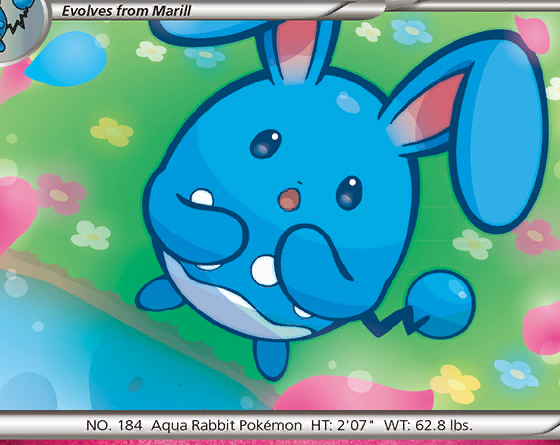 Evolves from Marill
NO. 184 Aqua Rabbit Pokémon HT: 2'07" WT: 62.8 lbs.